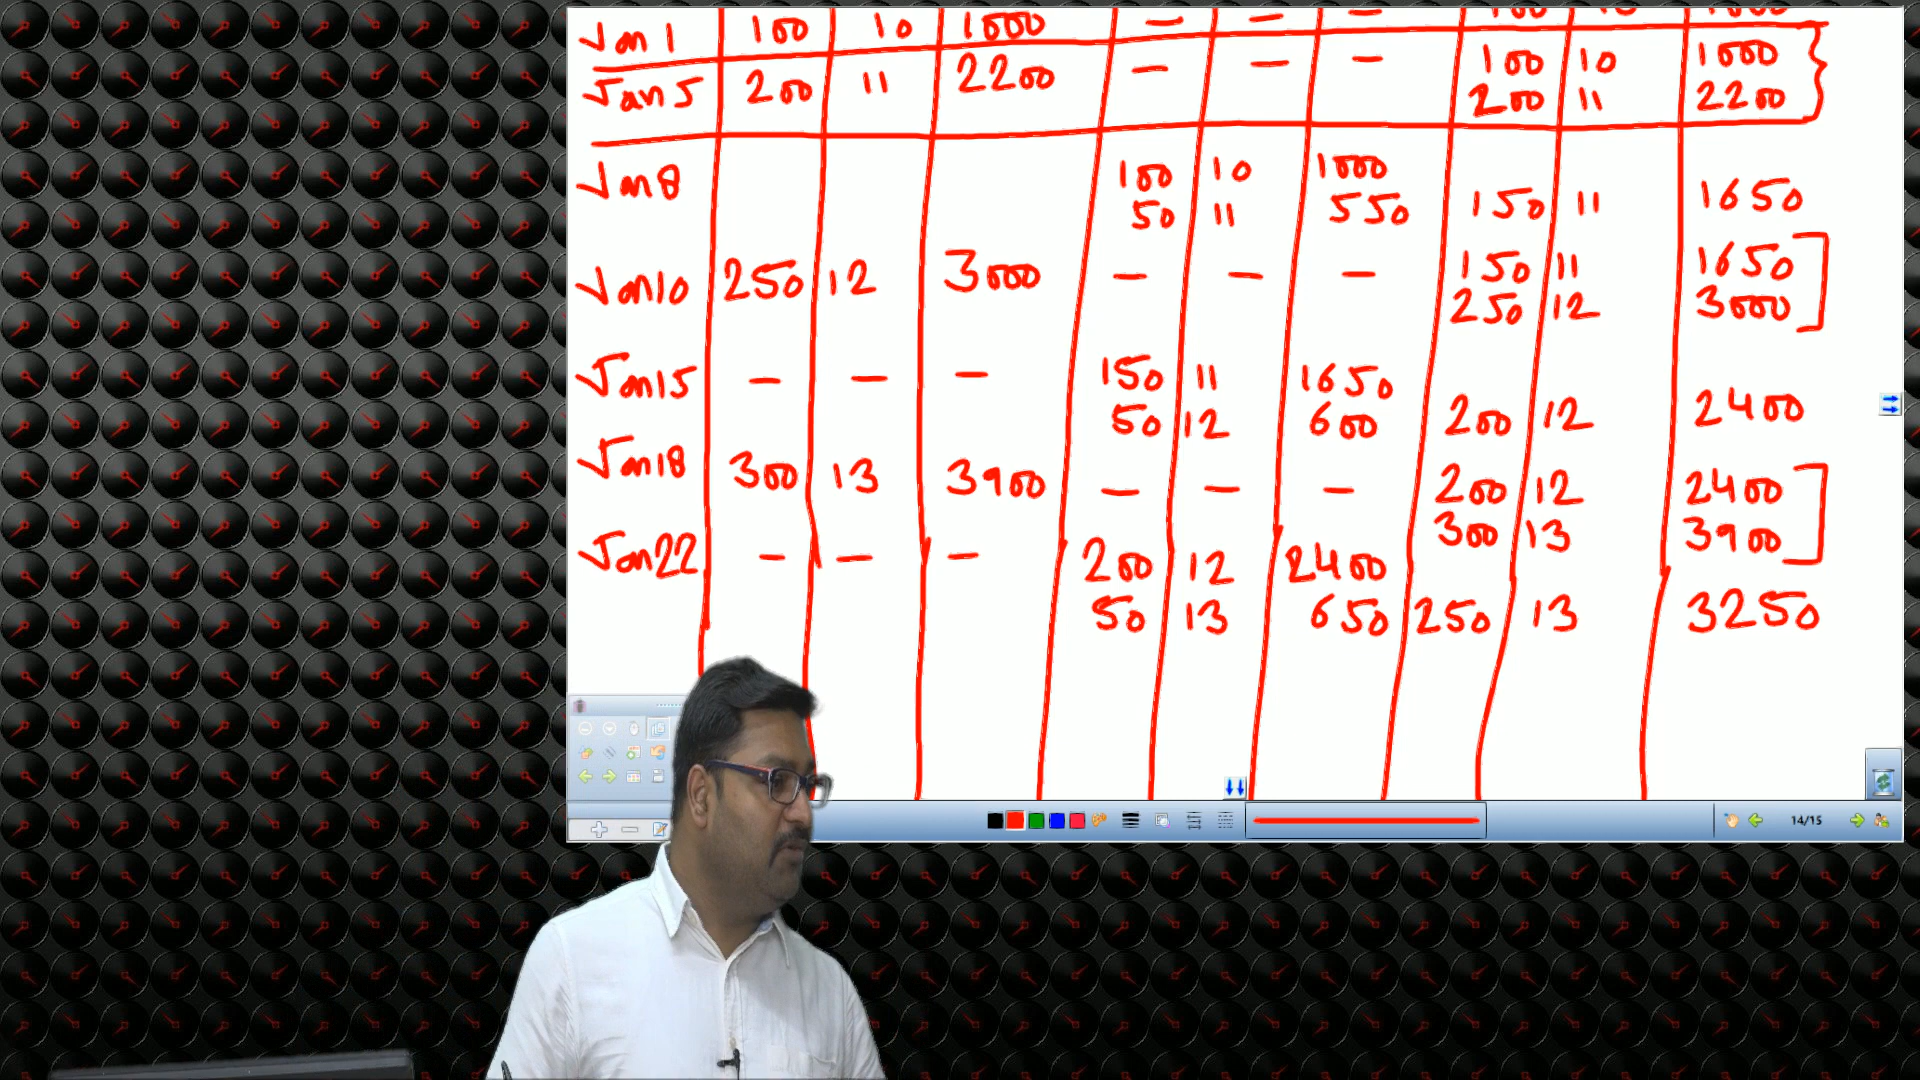 Jan 1 100 10 1000 — — — 100 10 1000
Jan 5 200 11 2200 — — — 100 10 1000
200 11 2200
Jan 8 100 10 1000
50 11 550 150 11 1650
Jan 10 250 12 3000 — — — 150 11 1650
250 12 3000
Jan 15 — — — 150 11 1650
50 12 600 200 12 2400
Jan 18 300 13 3900 — — — 200 12 2400
300 13 3900
Jan 22 — — — 200 12 2400
50 13 650 250 13 3250
14/15